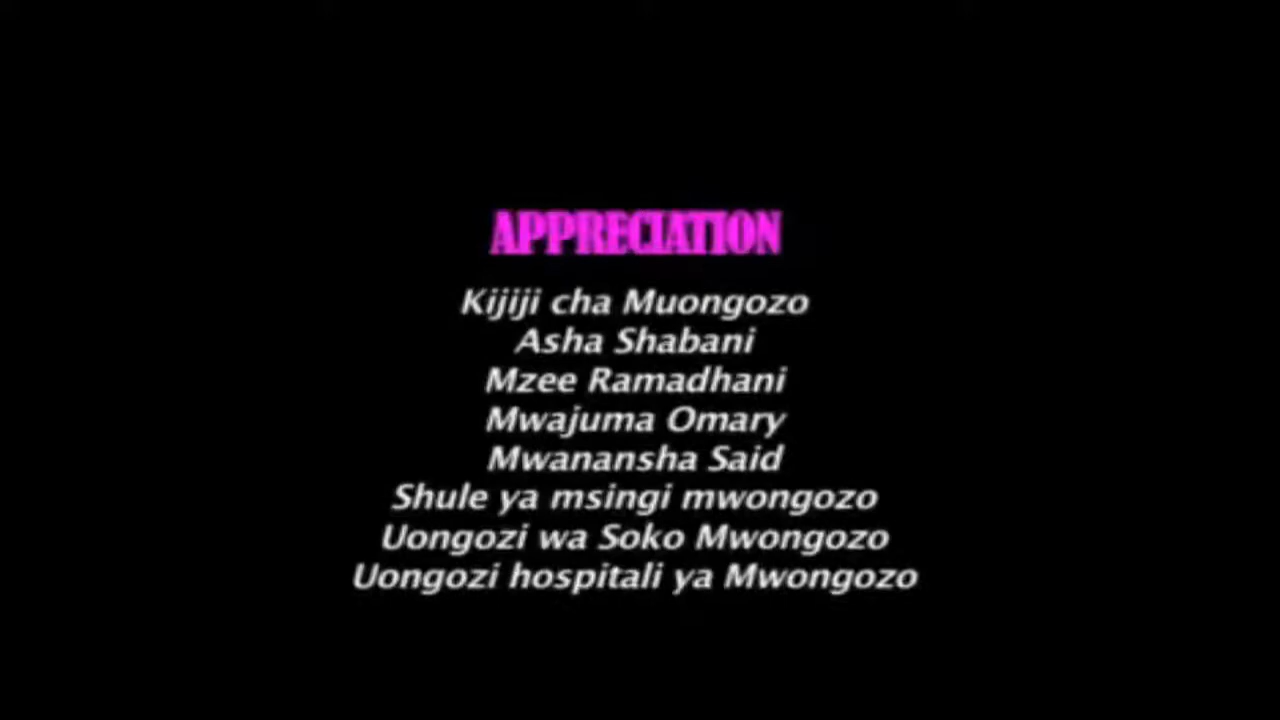 APPRECIATION
Kijiji cha Muongozo
Asha Shabani
Mzee Ramadhani
Mwajuma Omary
Mwanansha Said
Shule ya msingi mwongozo
Uongozi wa Soko Mwongozo
Uongozi hospitali ya Mwongozo